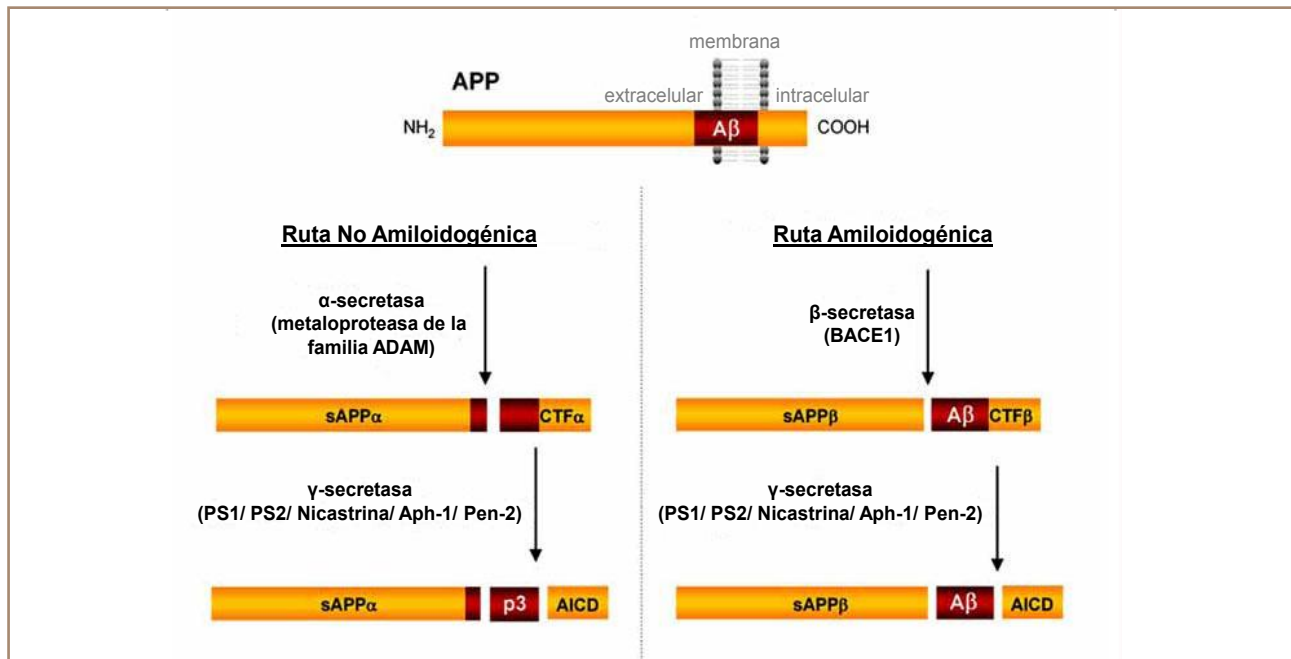 membrana
APP
extracelular
intracelular
NH2
Aβ
COOH
Ruta No Amiloidogénica
α-secretasa
(metaloproteasa de la
familia ADAM)
sAPPα
CTFα
γ-secretasa
(PS1/ PS2/ Nicastrina/ Aph-1/ Pen-2)
sAPPα
p3
AICD
Ruta Amiloidogénica
β-secretasa
(BACE1)
sAPPβ
Aβ
CTFβ
γ-secretasa
(PS1/ PS2/ Nicastrina/ Aph-1/ Pen-2)
sAPPβ
Aβ
AICD